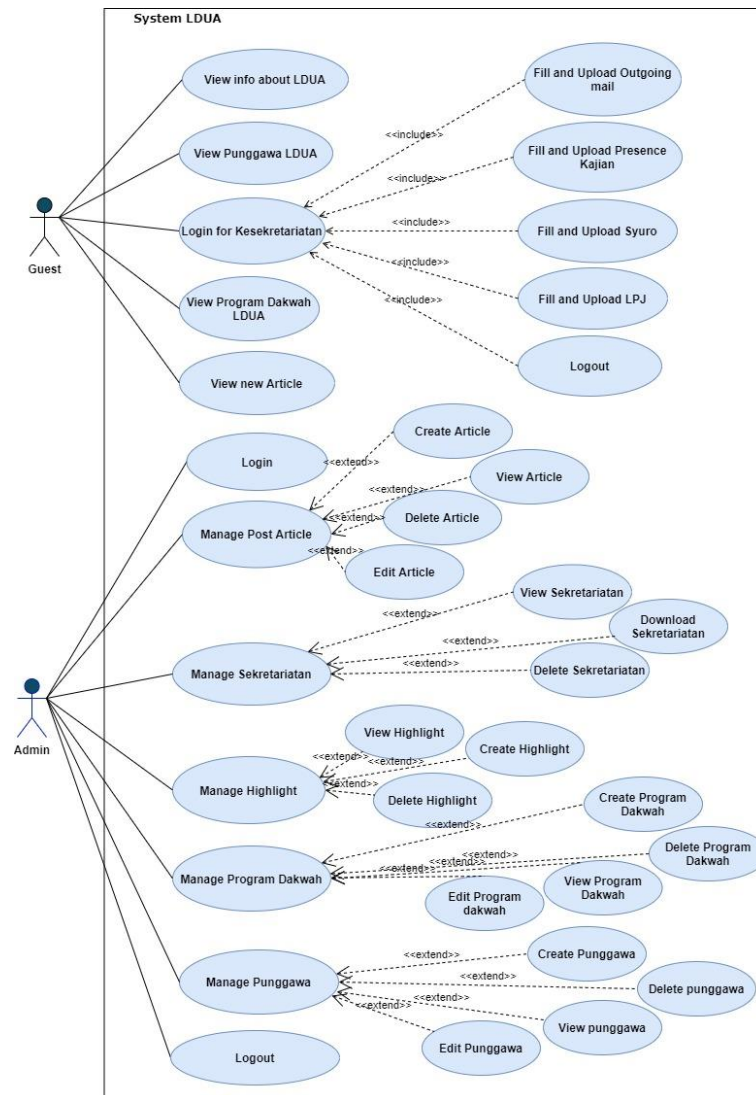 System LDUA
View info about LDUA
Fill and Upload Outgoing
mail
<<include>>
View Punggawa LDUA
Fill and Upload Presence
Kajian
<<include>>
Guest
Login for Kesekretariatan
<<include>>
Fill and Upload Syuro
<<include>>
View Program Dakwah
LDUA
Fill and Upload LPJ
<<include>>
View new Article
Logout
Create Article
Login
<<extend>>
View Article
<<extend>>
Manage Post Article
<<extend>>
Delete Article
<<extend>>
Edit Article
View Sekretariatan
<<extend>>
Download
Sekretariatan
<<extend>>
Manage Sekretariatan
<<extend>>
Delete Sekretariatan
Admin
View Highlight
<<extend>>
Create Highlight
<<extend>>
Manage Highlight
<<extend>>
Delete Highlight
Create Program
Dakwah
<<extend>>
Delete Program
Dakwah
<<extend>>
<<extend>>
Manage Program Dakwah
<<extend>>
Edit Program
dakwah
View Program
Dakwah
Create Punggawa
<<extend>>
Manage Punggawa
<<extend>>
Delete punggawa
<<extend>>
<<extend>>
View punggawa
Edit Punggawa
Logout